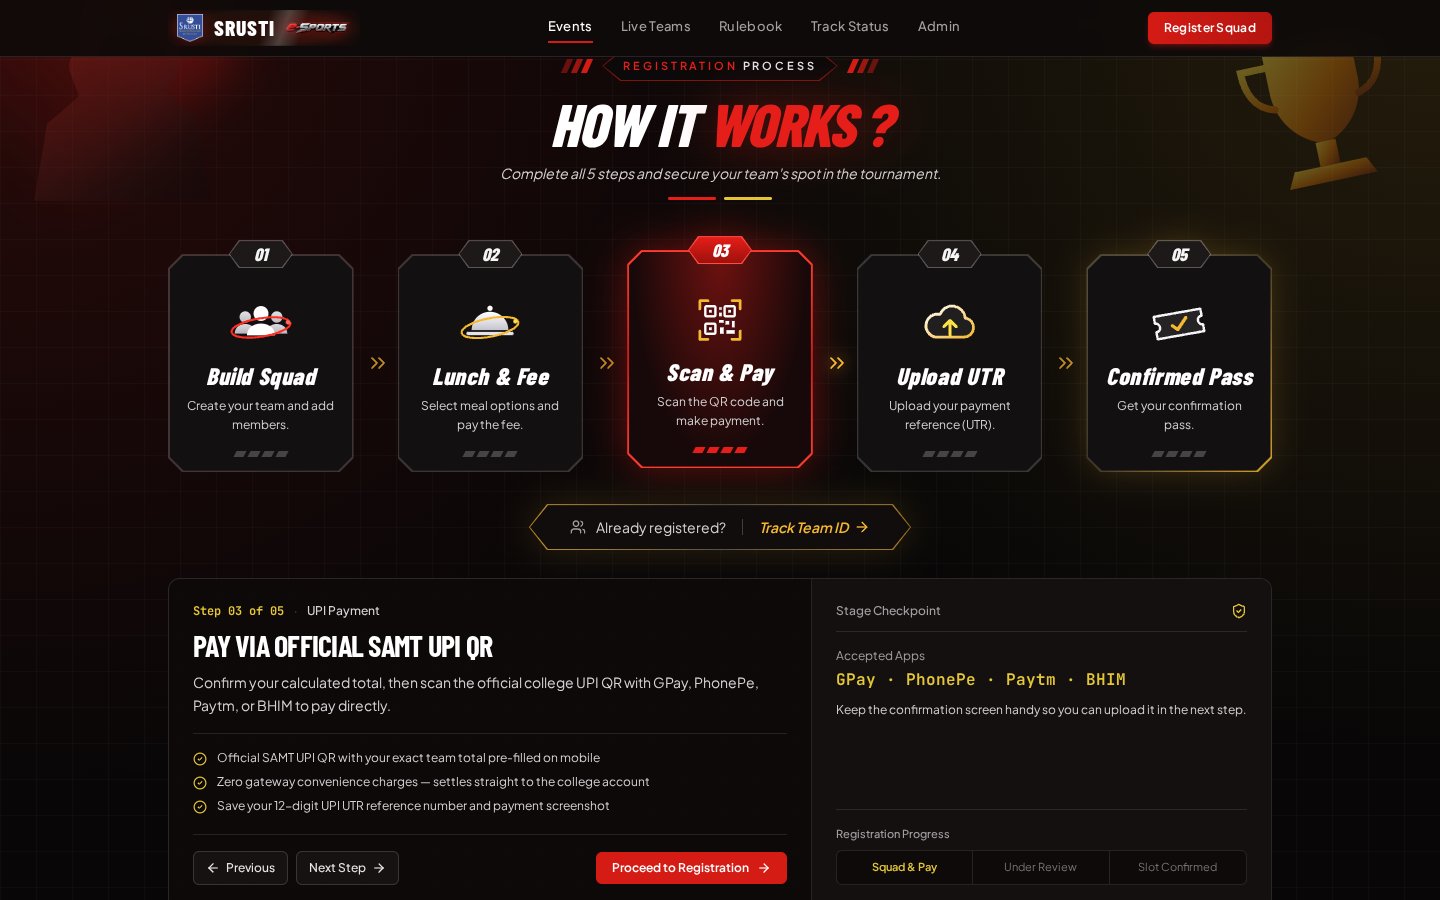 SRUSTI
SRUSTI e-SPORTS
Events
Live Teams
Rulebook
Track Status
Admin
Register Squad
REGISTRATION PROCESS
HOW IT WORKS ?
Complete all 5 steps and secure your team's spot in the tournament.
01
Build Squad
Create your team and add
members.
02
Lunch & Fee
Select meal options and
pay the fee.
03
Scan & Pay
Scan the QR code and
make payment.
04
Upload UTR
Upload your payment
reference (UTR).
05
Confirmed Pass
Get your confirmation
pass.
Already registered?
Track Team ID
Step 03 of 05 · UPI Payment
PAY VIA OFFICIAL SAMT UPI QR
Confirm your calculated total, then scan the official college UPI QR with GPay, PhonePe,
Paytm, or BHIM to pay directly.
Official SAMT UPI QR with your exact team total pre-filled on mobile
Zero gateway convenience charges — settles straight to the college account
Save your 12-digit UPI UTR reference number and payment screenshot
Previous
Next Step
Proceed to Registration
Stage Checkpoint
Accepted Apps
GPay · PhonePe · Paytm · BHIM
Keep the confirmation screen handy so you can upload it in the next step.
Registration Progress
Squad & Pay
Under Review
Slot Confirmed